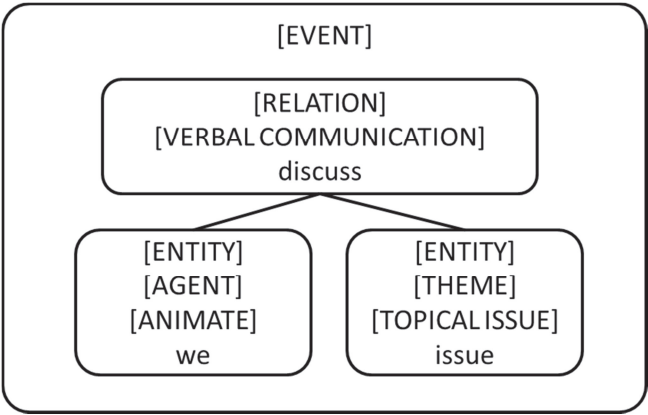 [EVENT]
[RELATION]
[VERBAL COMMUNICATION]
discuss
[ENTITY]
[AGENT]
[ANIMATE]
we
[ENTITY]
[THEME]
[TOPICAL ISSUE]
issue